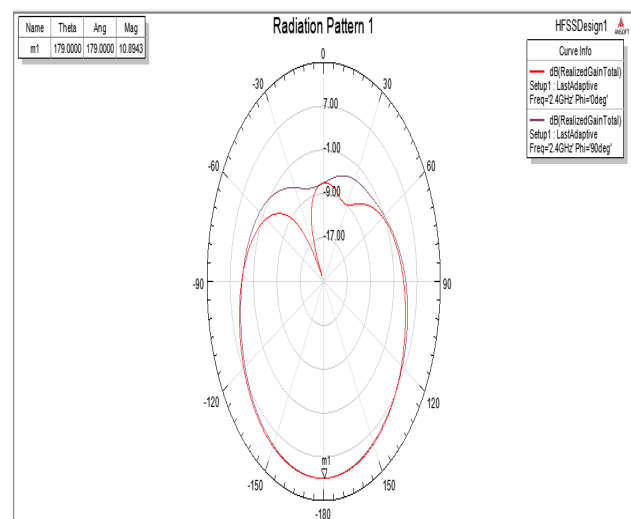 Radiation Pattern 1
HFSSDesign1
ANSOFT
Name Theta Ang Mag
m1 179.0000 179.0000 10.8943
Curve Info
dB(RealizedGainTotal)
Setup1 : LastAdaptive
Freq='2.4GHz' Phi='0deg'
dB(RealizedGainTotal)
Setup1 : LastAdaptive
Freq='2.4GHz' Phi='90deg'
0
-30 30
7.00
-60 60
-1.00
-9.00
-17.00
-90 90
-120 120
m1
-150 150
-180